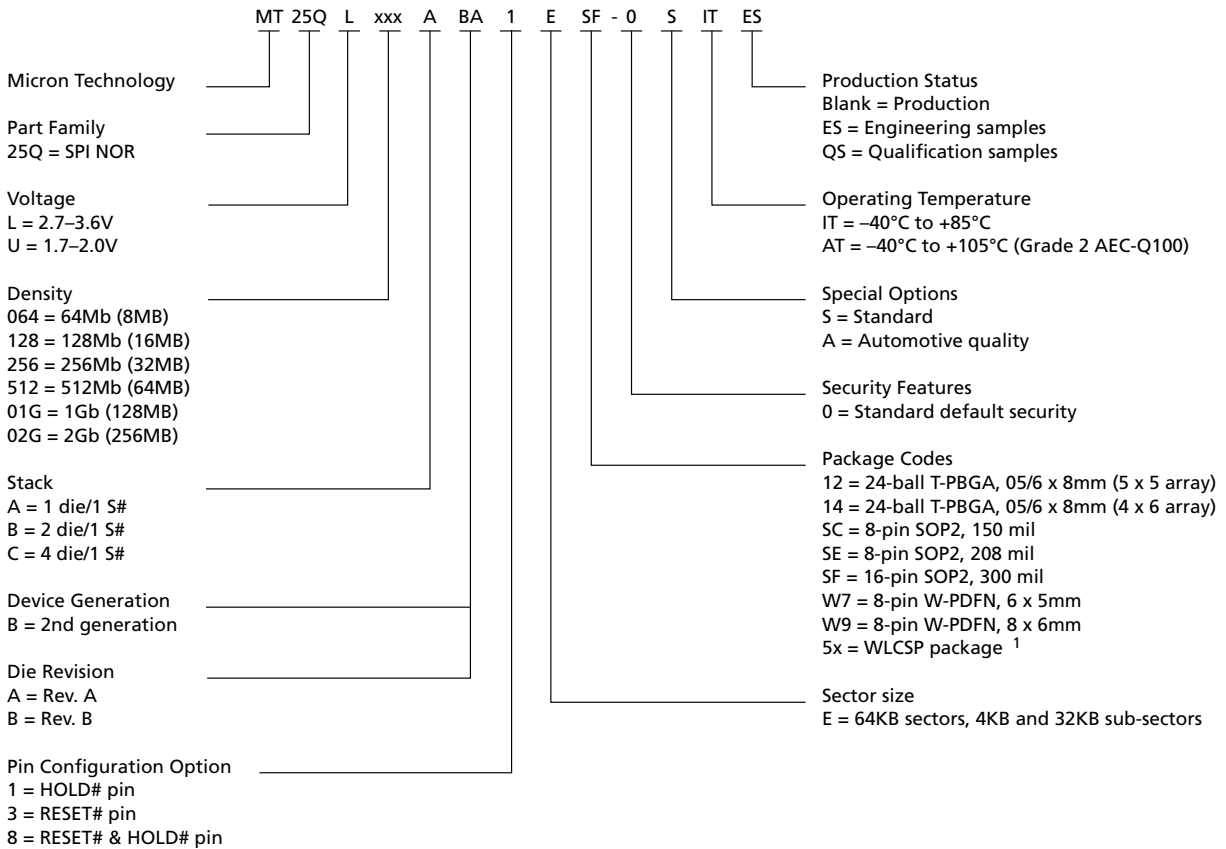 MT 25Q L xxx A BA 1 E SF - 0 S IT ES
Micron Technology
Part Family
25Q = SPI NOR
Voltage
L = 2.7–3.6V
U = 1.7–2.0V
Density
064 = 64Mb (8MB)
128 = 128Mb (16MB)
256 = 256Mb (32MB)
512 = 512Mb (64MB)
01G = 1Gb (128MB)
02G = 2Gb (256MB)
Stack
A = 1 die/1 S#
B = 2 die/1 S#
C = 4 die/1 S#
Device Generation
B = 2nd generation
Die Revision
A = Rev. A
B = Rev. B
Pin Configuration Option
1 = HOLD# pin
3 = RESET# pin
8 = RESET# & HOLD# pin
Production Status
Blank = Production
ES = Engineering samples
QS = Qualification samples
Operating Temperature
IT = –40°C to +85°C
AT = –40°C to +105°C (Grade 2 AEC-Q100)
Special Options
S = Standard
A = Automotive quality
Security Features
0 = Standard default security
Package Codes
12 = 24-ball T-PBGA, 05/6 x 8mm (5 x 5 array)
14 = 24-ball T-PBGA, 05/6 x 8mm (4 x 6 array)
SC = 8-pin SOP2, 150 mil
SE = 8-pin SOP2, 208 mil
SF = 16-pin SOP2, 300 mil
W7 = 8-pin W-PDFN, 6 x 5mm
W9 = 8-pin W-PDFN, 8 x 6mm
5x = WLCSP package 1
Sector size
E = 64KB sectors, 4KB and 32KB sub-sectors